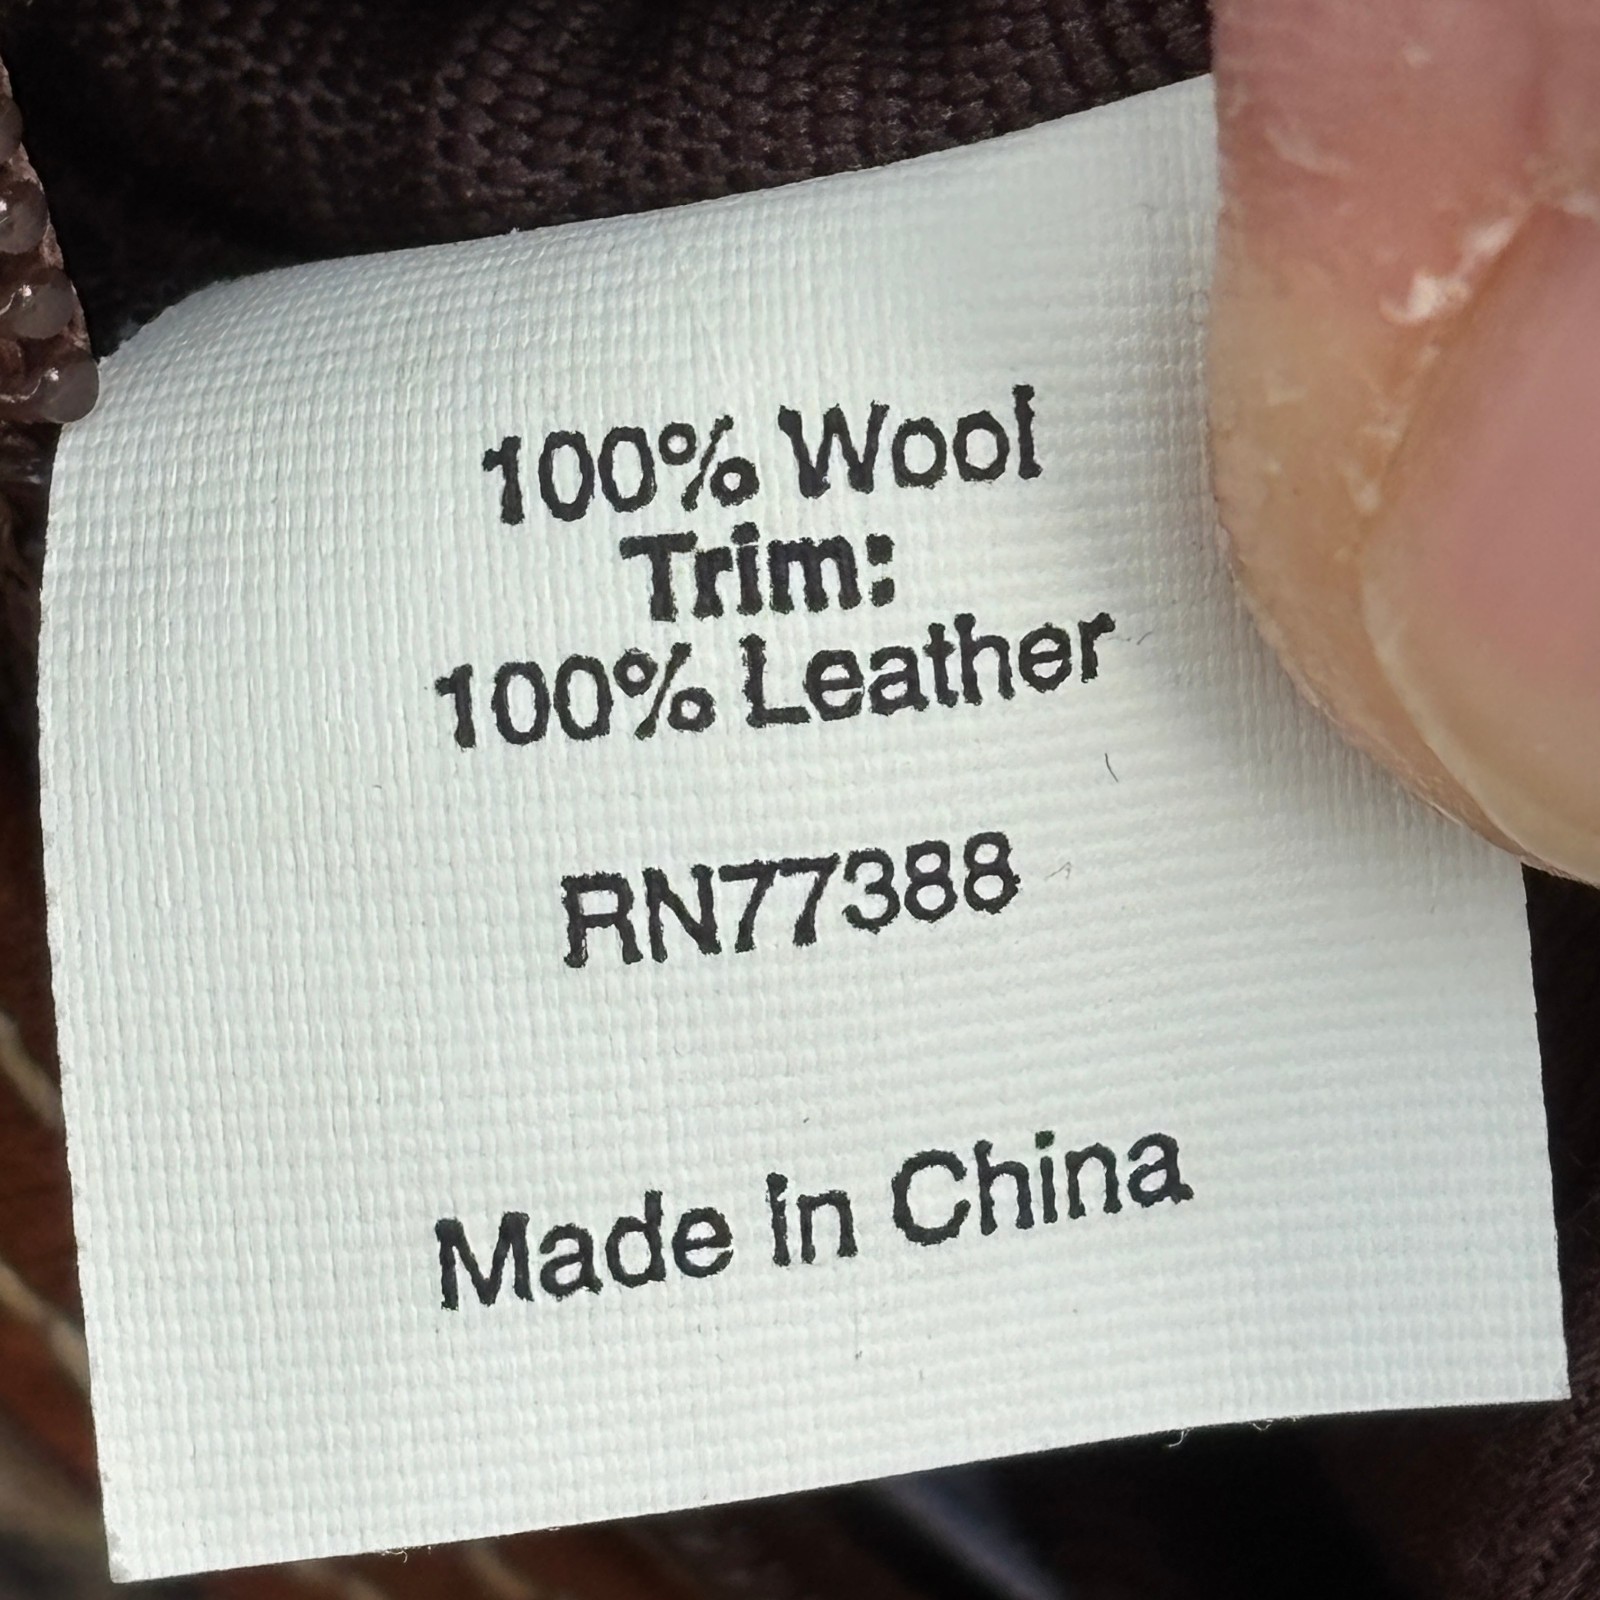 100% Wool
Trim:
100% Leather
RN77388
Made in China